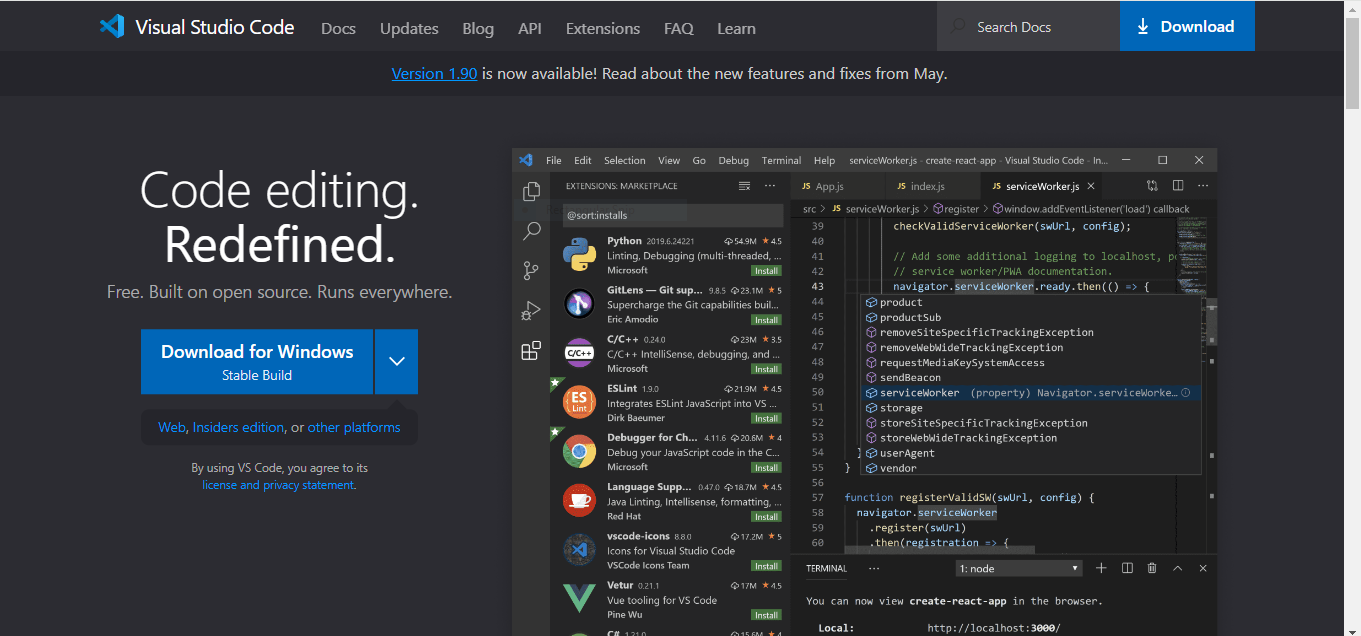 Visual Studio Code Docs Updates Blog API Extensions FAQ Learn Search Docs Download
Version 1.90 is now available! Read about the new features and fixes from May.
Code editing.
Redefined.
Free. Built on open source. Runs everywhere.
Download for Windows
Stable Build
Web, Insiders edition, or other platforms
By using VS Code, you agree to its
license and privacy statement.
File Edit Selection View Go Debug Terminal Help serviceWorker.js - create-react-app - Visual Studio Code - In...
EXTENSIONS: MARKETPLACE
@sort:installs
Python 2019.6.24221 54.9M 4.5
Linting, Debugging (multi-threaded, ...
Microsoft Install
GitLens — Git sup... 9.8.5 23.1M 5
Supercharge the Git capabilities buil...
Eric Amodio Install
C/C++
C/C++ 0.24.0 23M 3.5
C/C++ IntelliSense, debugging, and ...
Microsoft Install
ES
Lint
ESLint 1.9.0 21.9M 4.5
Integrates ESLint JavaScript into VS ...
Dirk Baeumer Install
Debugger for Ch... 4.11.6 20.6M 4
Debug your JavaScript code in the C...
Microsoft Install
Language Supp... 0.47.0 18.7M 4.5
Java Linting, Intellisense, formatting, ...
Red Hat Install
vscode-icons 8.8.0 17.2M 5
Icons for Visual Studio Code
VSCode Icons Team Install
Vetur 0.21.1 17M 4.5
Vue tooling for VS Code
Pine Wu Install
C# 1.21.0 15.6M 4
JS App.js JS index.js JS serviceWorker.js
src > JS serviceWorker.js > register > window.addEventListener('load') callback
39 checkValidServiceWorker(swUrl, config);
40
41 // Add some additional logging to localhost, po
42 // service worker/PWA documentation.
43 navigator.serviceWorker.ready.then(() => {
44 product
45 productSub
46 removeSiteSpecificTrackingException
47 removeWebWideTrackingException
48 requestMediaKeySystemAccess
49 sendBeacon
50 serviceWorker (property) Navigator.serviceWorke...
51 storage
52 storeSiteSpecificTrackingException
53 storeWebWideTrackingException
54 } userAgent
55 } vendor
56
57 function registerValidSW(swUrl, config) {
58 navigator.serviceWorker
59 .register(swUrl)
60 .then(registration => {
TERMINAL ... 1: node
You can now view create-react-app in the browser.
Local: http://localhost:3000/